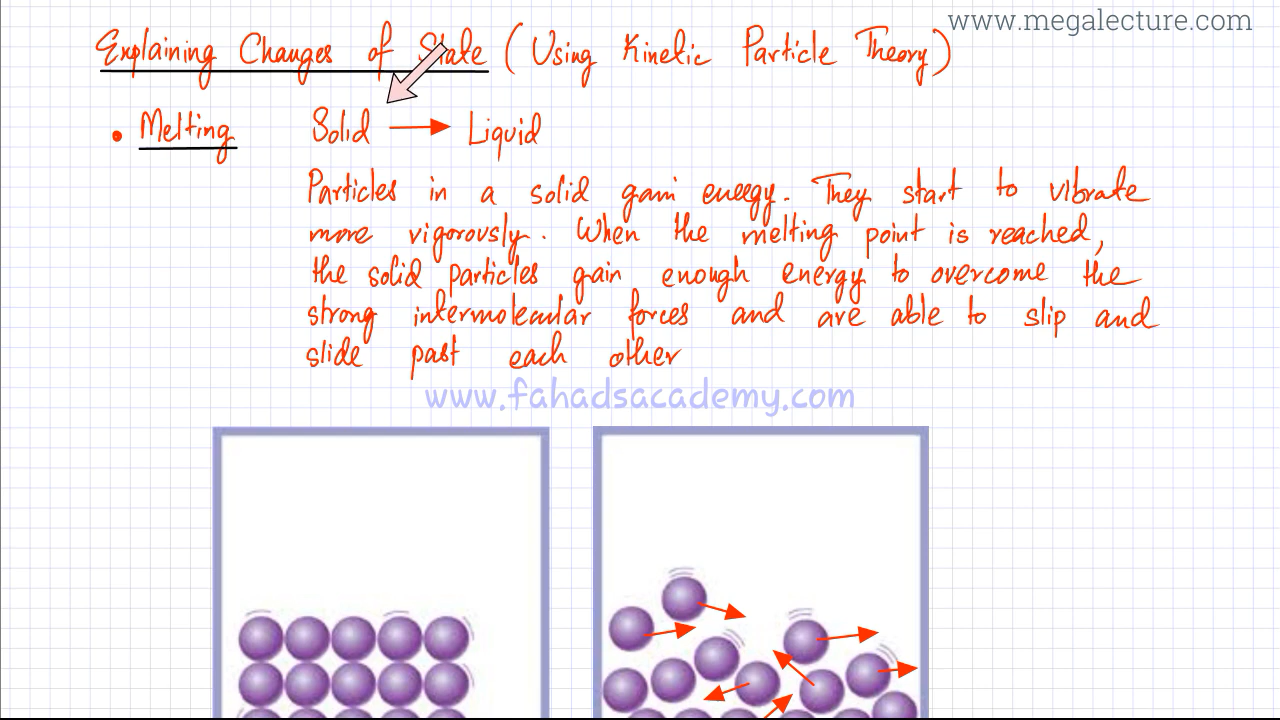 www.megalecture.com
Explaining Changes of State (Using Kinetic Particle Theory)
• Melting Solid → Liquid
Particles in a solid gain energy. They start to vibrate
more vigorously. When the melting point is reached,
the solid particles gain enough energy to overcome the
strong intermolecular forces and are able to slip and
slide past each other
www.fahadsacademy.com